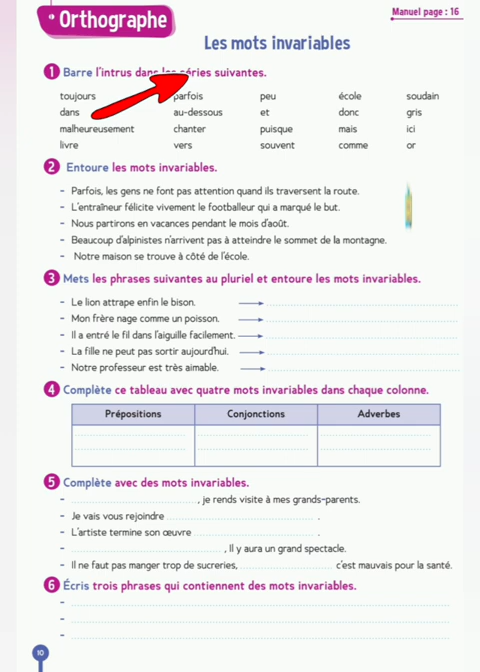 Orthographe
Manuel page : 16
Les mots invariables
1 Barre l'intrus dans les séries suivantes.
toujours parfois peu école soudain
dans au-dessous et donc gris
malheureusement chanter puisque mais ici
livre vers souvent comme or
2 Entoure les mots invariables.
- Parfois, les gens ne font pas attention quand ils traversent la route.
- L'entraîneur félicite vivement le footballeur qui a marqué le but.
- Nous partirons en vacances pendant le mois d'août.
- Beaucoup d'alpinistes n'arrivent pas à atteindre le sommet de la montagne.
- Notre maison se trouve à côté de l'école.
3 Mets les phrases suivantes au pluriel et entoure les mots invariables.
- Le lion attrape enfin le bison.
- Mon frère nage comme un poisson.
- Il a entré le fil dans l'aiguille facilement.
- La fille ne peut pas sortir aujourd'hui.
- Notre professeur est très aimable.
4 Complète ce tableau avec quatre mots invariables dans chaque colonne.
Prépositions Conjonctions Adverbes
5 Complète avec des mots invariables.
- , je rends visite à mes grands-parents.
- Je vais vous rejoindre .
- L'artiste termine son œuvre .
- , Il y aura un grand spectacle.
- Il ne faut pas manger trop de sucreries, c'est mauvais pour la santé.
6 Écris trois phrases qui contiennent des mots invariables.
-
-
-
10